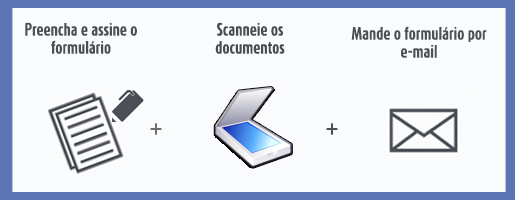 Preencha e assine o
formulário
Scanneie os
documentos
Mande o formulário por
e-mail